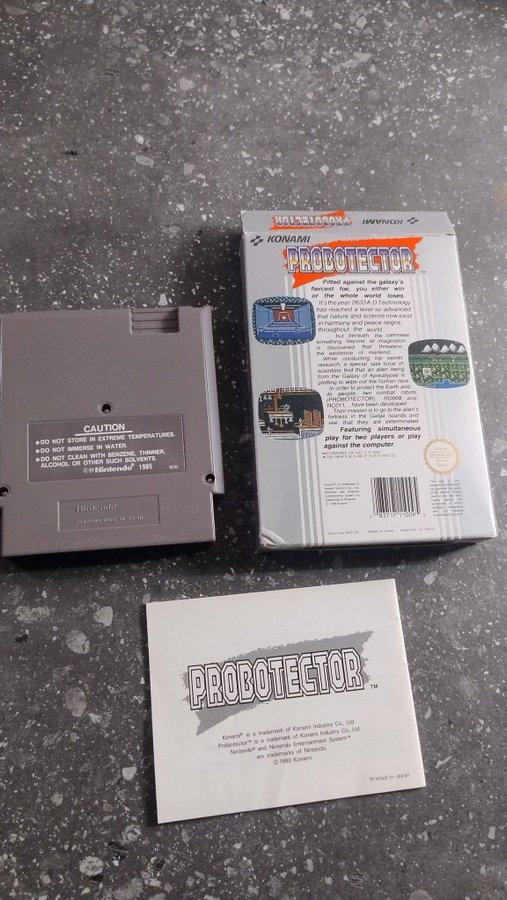 KONAMI
PROBOTECTOR
KONAMI
PROBOTECTOR™
Pitted against the galaxy's
fiercest foe, you either win
or the whole world loses.
It's the year 2633A.D. Technology
has reached a level so advanced
that nature and science now exist
in harmony and peace reigns
throughout the world.
but beneath the calmness
something beyond all imagination
is discovered that threatens
the existence of mankind.
While conducting top secret
research, a special task force of
scientists find that an alien being
from the Galaxy of Apocalypse is
plotting to wipe out the human race.
In order to protect the Earth and
its people two combat robots
(PROBOTECTOR), RD008 and
RC011, have been developed.
Their mission is to go to the alien's
fortress in the Galga Islands and
see that they are exterminated.
Featuring simultaneous
play for two players or play
against the computer.
MADE IN JAPAN
CAUTION
●DO NOT STORE IN EXTREME TEMPERATURES.
●DO NOT IMMERSE IN WATER.
●DO NOT CLEAN WITH BENZENE, THINNER,
ALCOHOL OR OTHER SUCH SOLVENTS.
©Nintendo® 1985
Nintendo
PROBOTECTOR™
Konami® is a trademark of Konami Industry Co., Ltd.
Probotector™ is a trademark of Konami Industry Co., Ltd.
Nintendo® and Nintendo Entertainment System™
are trademarks of Nintendo.
© 1990 Konami
Printed in Japan